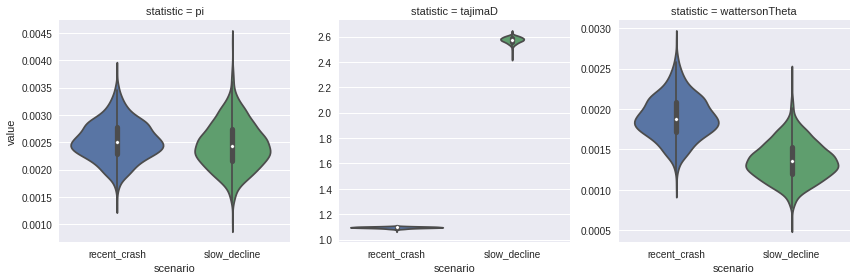 statistic = pi
value
0.0045
0.0040
0.0035
0.0030
0.0025
0.0020
0.0015
0.0010
recent_crash slow_decline
scenario
statistic = tajimaD
2.6
2.4
2.2
2.0
1.8
1.6
1.4
1.2
1.0
recent_crash slow_decline
scenario
statistic = wattersonTheta
0.0030
0.0025
0.0020
0.0015
0.0010
0.0005
recent_crash slow_decline
scenario